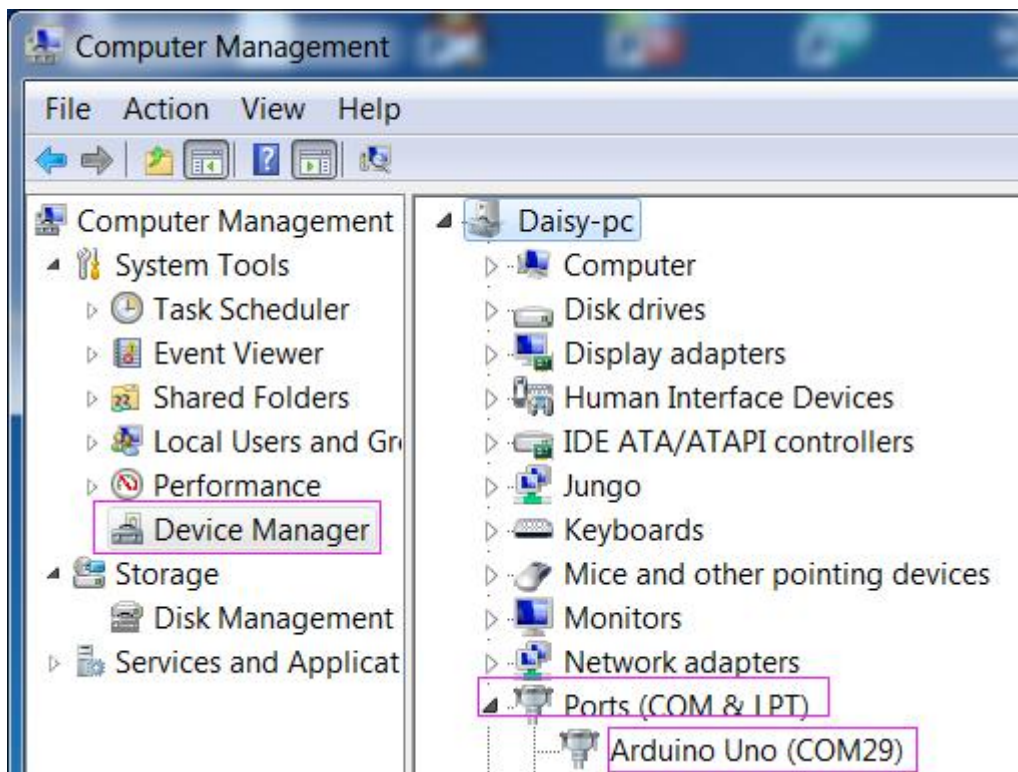 Computer Management
File Action View Help
Computer Management
System Tools
Task Scheduler
Event Viewer
Shared Folders
Local Users and Gr
Performance
Device Manager
Storage
Disk Management
Services and Applicat
Daisy-pc
Computer
Disk drives
Display adapters
Human Interface Devices
IDE ATA/ATAPI controllers
Jungo
Keyboards
Mice and other pointing devices
Monitors
Network adapters
Ports (COM & LPT)
Arduino Uno (COM29)